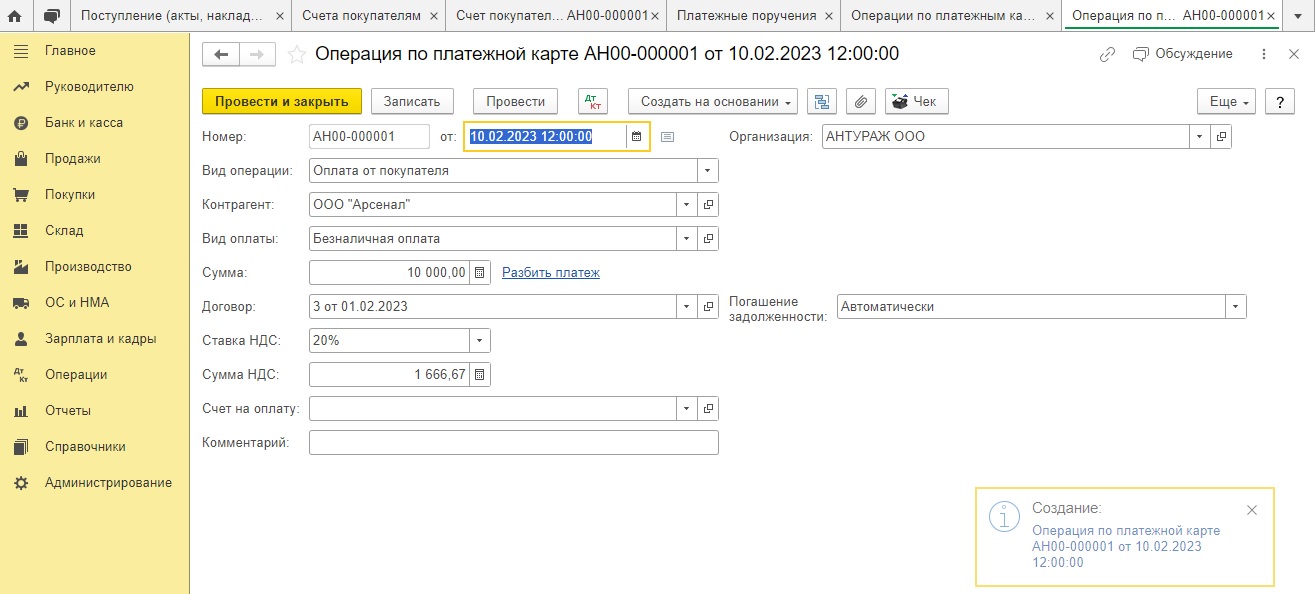 Поступление (акты, наклад... × Счета покупателям × Счет покупател... АН00-000001 × Платежные поручения × Операции по платежным ка... × Операция по п... АН00-000001 ×
Главное
Руководителю
Банк и касса
Продажи
Покупки
Склад
Производство
ОС и НМА
Зарплата и кадры
Дт Кт Операции
Отчеты
Справочники
Администрирование
Операция по платежной карте АН00-000001 от 10.02.2023 12:00:00
Обсуждение
Провести и закрыть Записать Провести Дт Кт Создать на основании Чек Еще ?
Номер: АН00-000001 от: 10.02.2023 12:00:00 Организация: АНТУРАЖ ООО
Вид операции: Оплата от покупателя
Контрагент: ООО "Арсенал"
Вид оплаты: Безналичная оплата
Сумма: 10 000,00 Разбить платеж
Договор: 3 от 01.02.2023 Погашение
задолженности: Автоматически
Ставка НДС: 20%
Сумма НДС: 1 666,67
Счет на оплату:
Комментарий:
Создание:
Операция по платежной карте
АН00-000001 от 10.02.2023
12:00:00